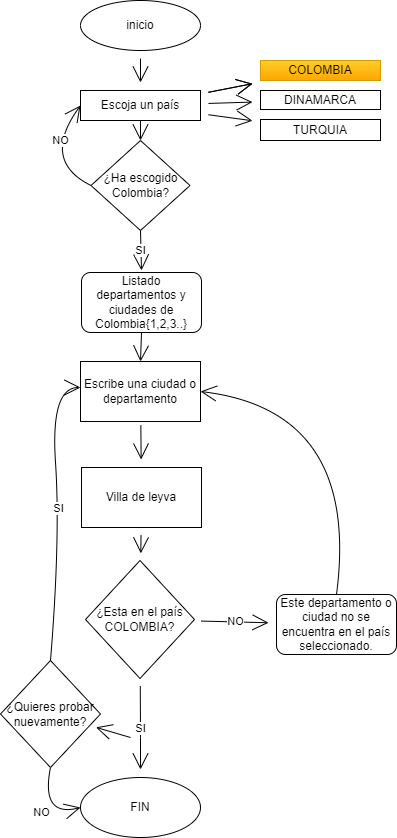 inicio
Escoja un país
COLOMBIA
DINAMARCA
TURQUIA
NO
¿Ha escogido
Colombia?
SI
Listado
departamentos y
ciudades de
Colombia{1,2,3..}
Escribe una ciudad o
departamento
Villa de leyva
SI
¿Esta en el país
COLOMBIA?
NO
Este departamento o
ciudad no se
encuentra en el país
seleccionado.
¿Quieres probar
nuevamente?
SI
NO
FIN